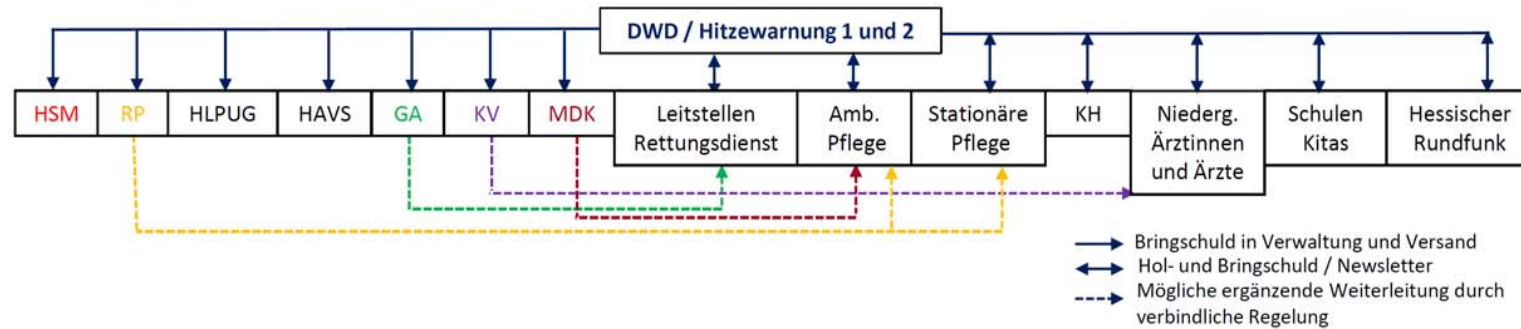 DWD / Hitzewarnung 1 und 2
HSM
RP
HLPUG
HAVS
GA
KV
MDK
Leitstellen
Rettungsdienst
Amb.
Pflege
Stationäre
Pflege
KH
Niederg.
Ärztinnen
und Ärzte
Schulen
Kitas
Hessischer
Rundfunk
Bringschuld in Verwaltung und Versand
Hol- und Bringschuld / Newsletter
Mögliche ergänzende Weiterleitung durch
verbindliche Regelung